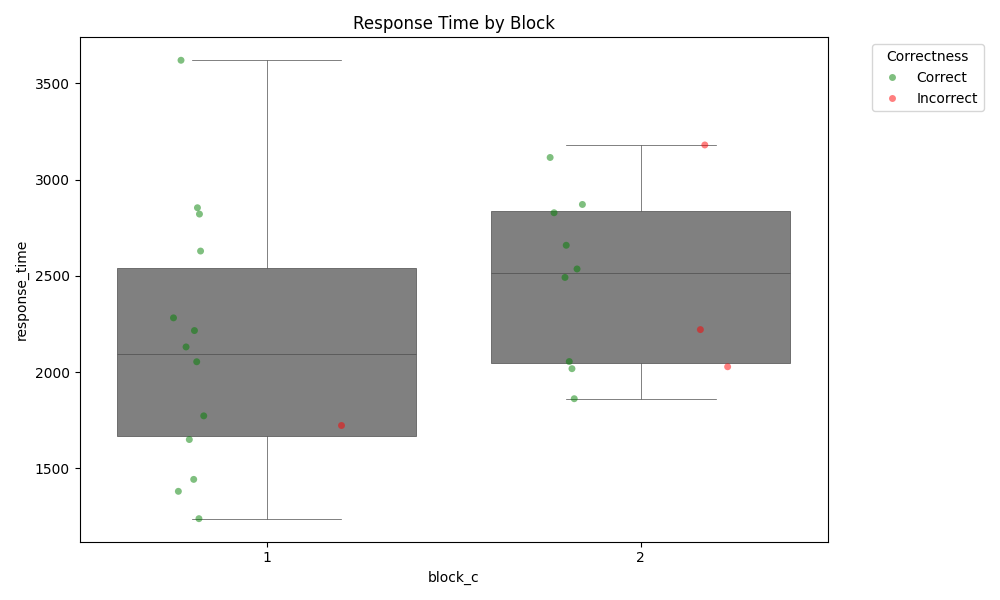 Response Time by Block
Correctness
Correct
Incorrect
response_time
3500
3000
2500
2000
1500
1
2
block_c